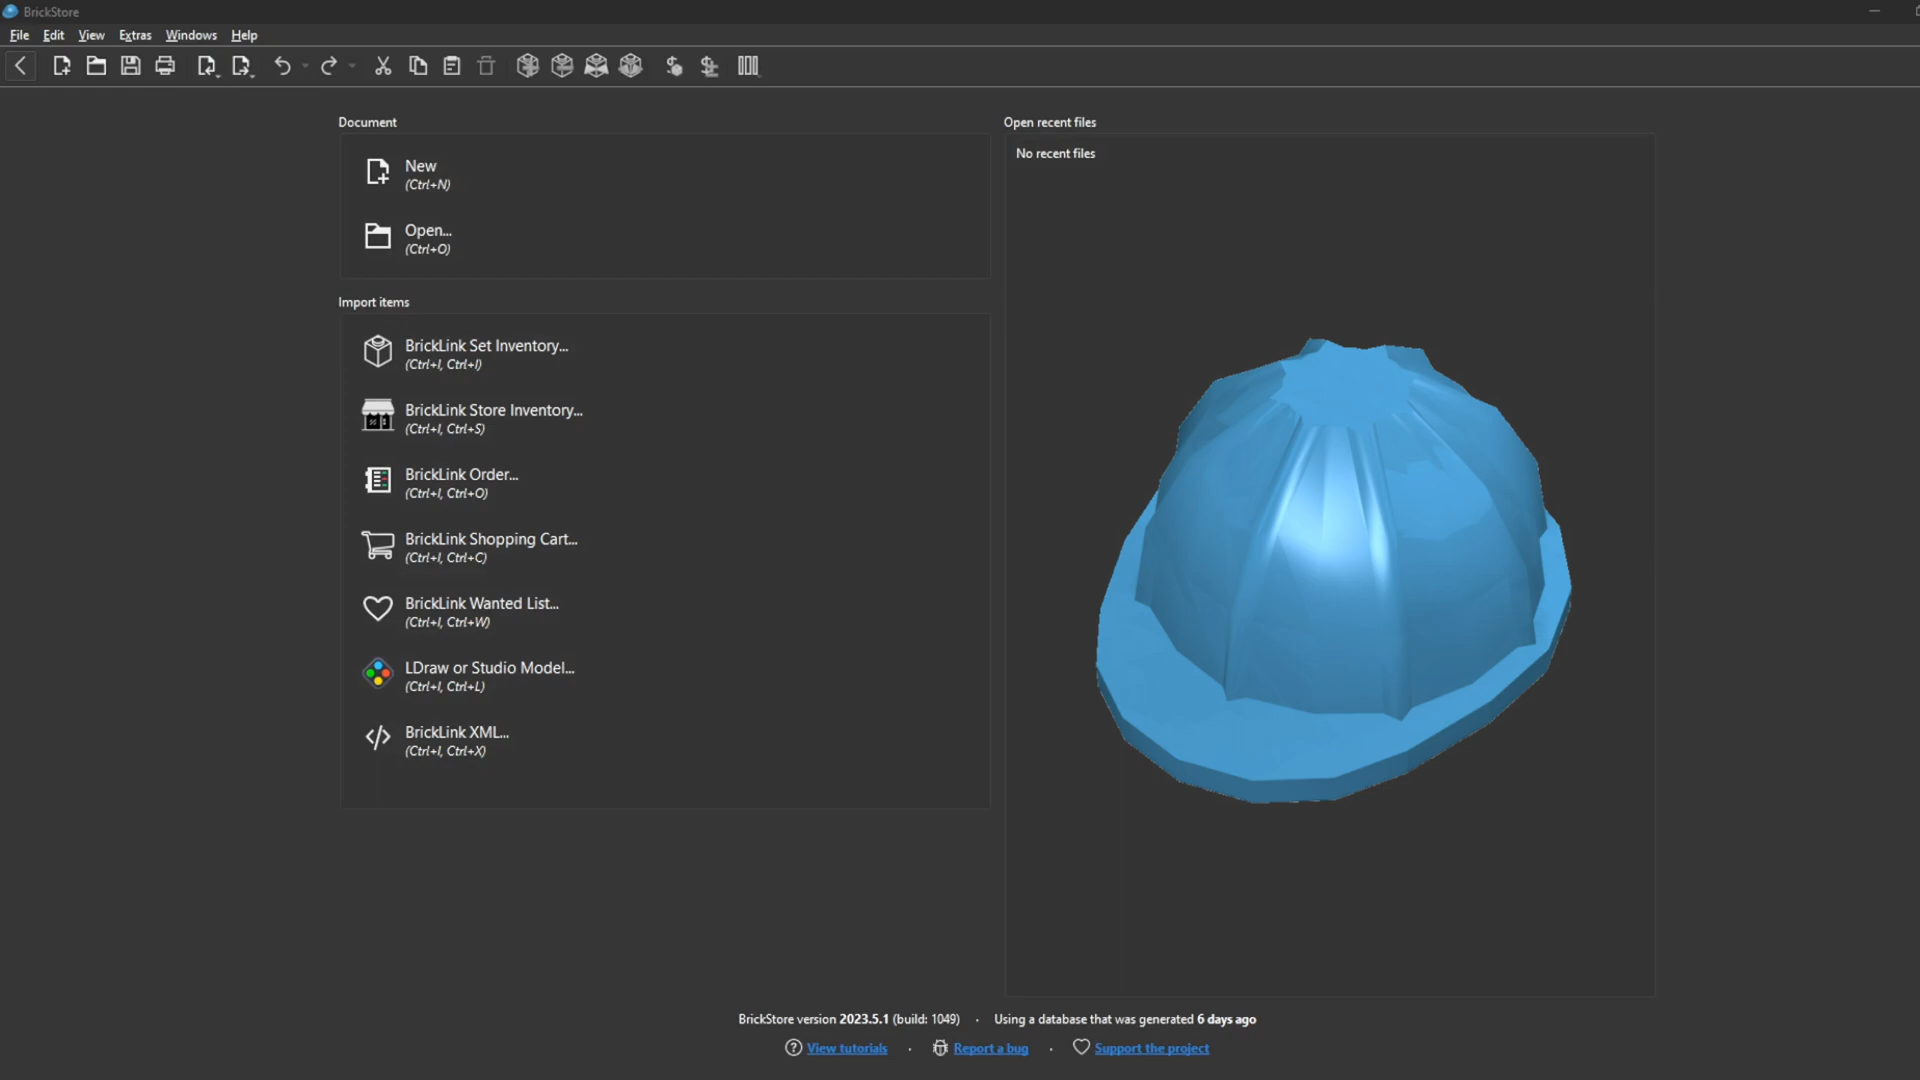 BrickStore
File Edit View Extras Windows Help
Document
New
(Ctrl+N)
Open...
(Ctrl+O)
Import items
BrickLink Set Inventory...
(Ctrl+I, Ctrl+I)
BrickLink Store Inventory...
(Ctrl+I, Ctrl+S)
BrickLink Order...
(Ctrl+I, Ctrl+O)
BrickLink Shopping Cart...
(Ctrl+I, Ctrl+C)
BrickLink Wanted List...
(Ctrl+I, Ctrl+W)
LDraw or Studio Model...
(Ctrl+I, Ctrl+L)
BrickLink XML...
(Ctrl+I, Ctrl+X)
Open recent files
No recent files
BrickStore version 2023.5.1 (build: 1049) · Using a database that was generated 6 days ago
View tutorials · Report a bug · Support the project